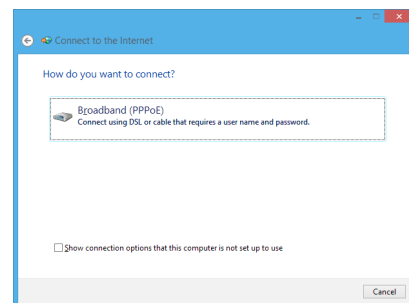 Connect to the Internet
How do you want to connect?
Broadband (PPPoE)
Connect using DSL or cable that requires a user name and password.
Show connection options that this computer is not set up to use
Cancel